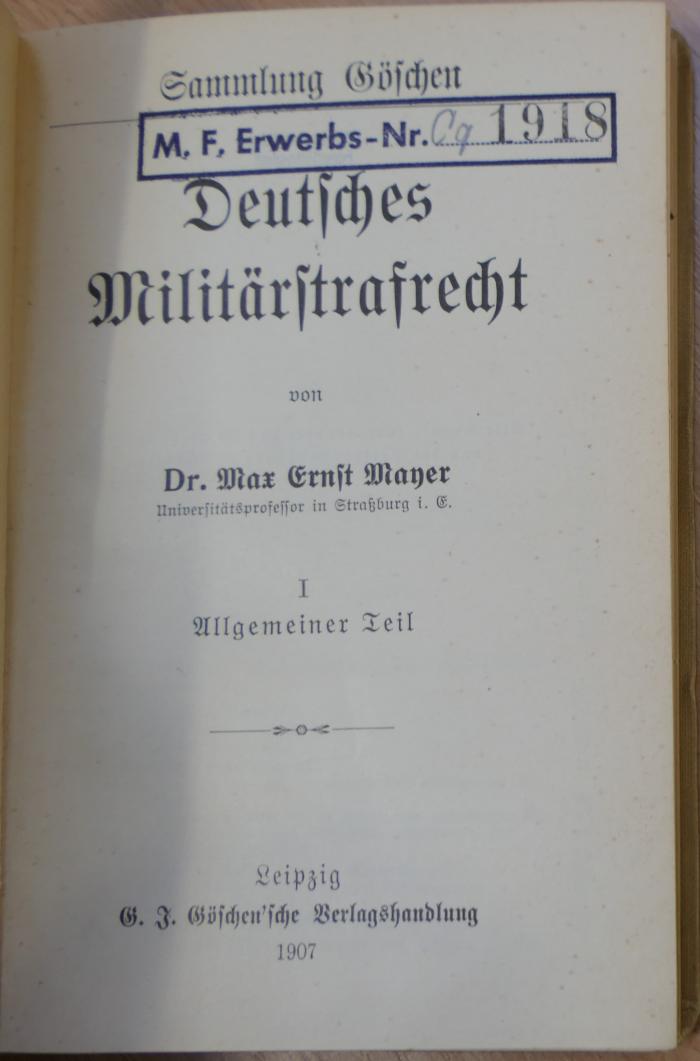 Sammlung Göschen
M. F. Erwerbs-Nr. Cq 1918
Deutsches
Militärstrafrecht
von
Dr. Max Ernst Mayer
Universitätsprofessor in Straßburg i. E.
I
Allgemeiner Teil
Leipzig
G. J. Göschen'sche Verlagshandlung
1907